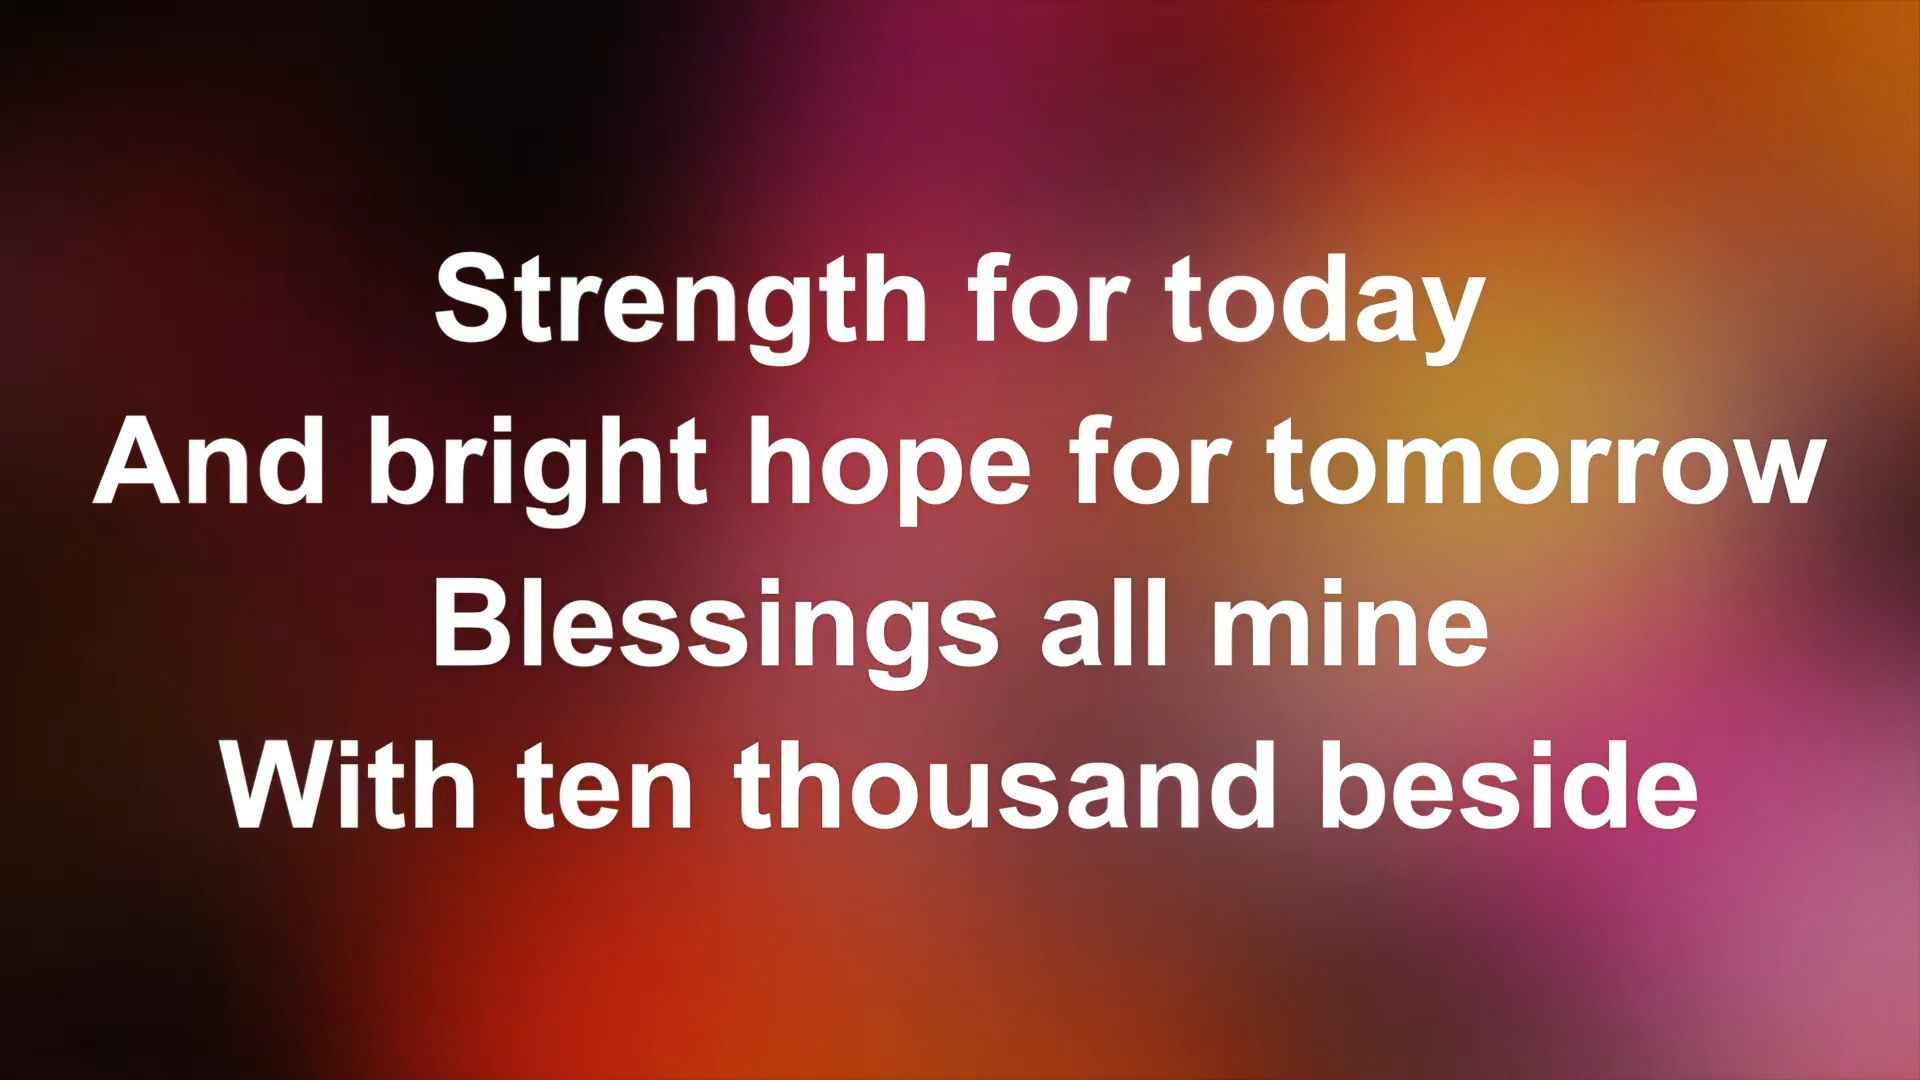 Strength for today
And bright hope for tomorrow
Blessings all mine
With ten thousand beside